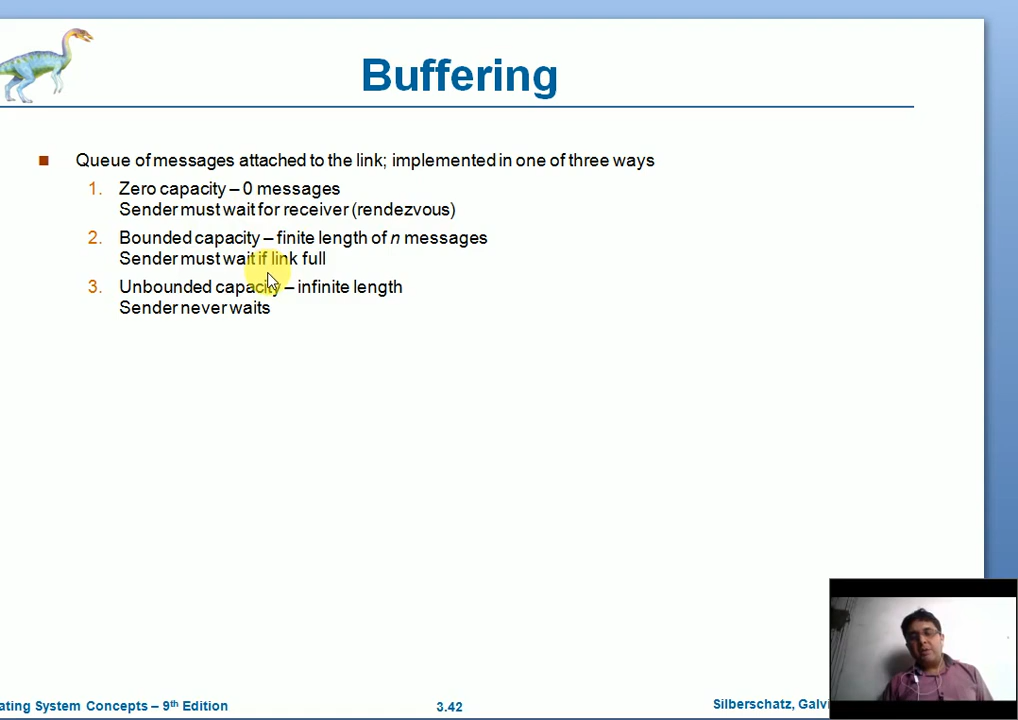 Buffering
Queue of messages attached to the link; implemented in one of three ways
1. Zero capacity – 0 messages
Sender must wait for receiver (rendezvous)
2. Bounded capacity – finite length of n messages
Sender must wait if link full
3. Unbounded capacity – infinite length
Sender never waits
ating System Concepts – 9th Edition
3.42
Silberschatz, Galvi